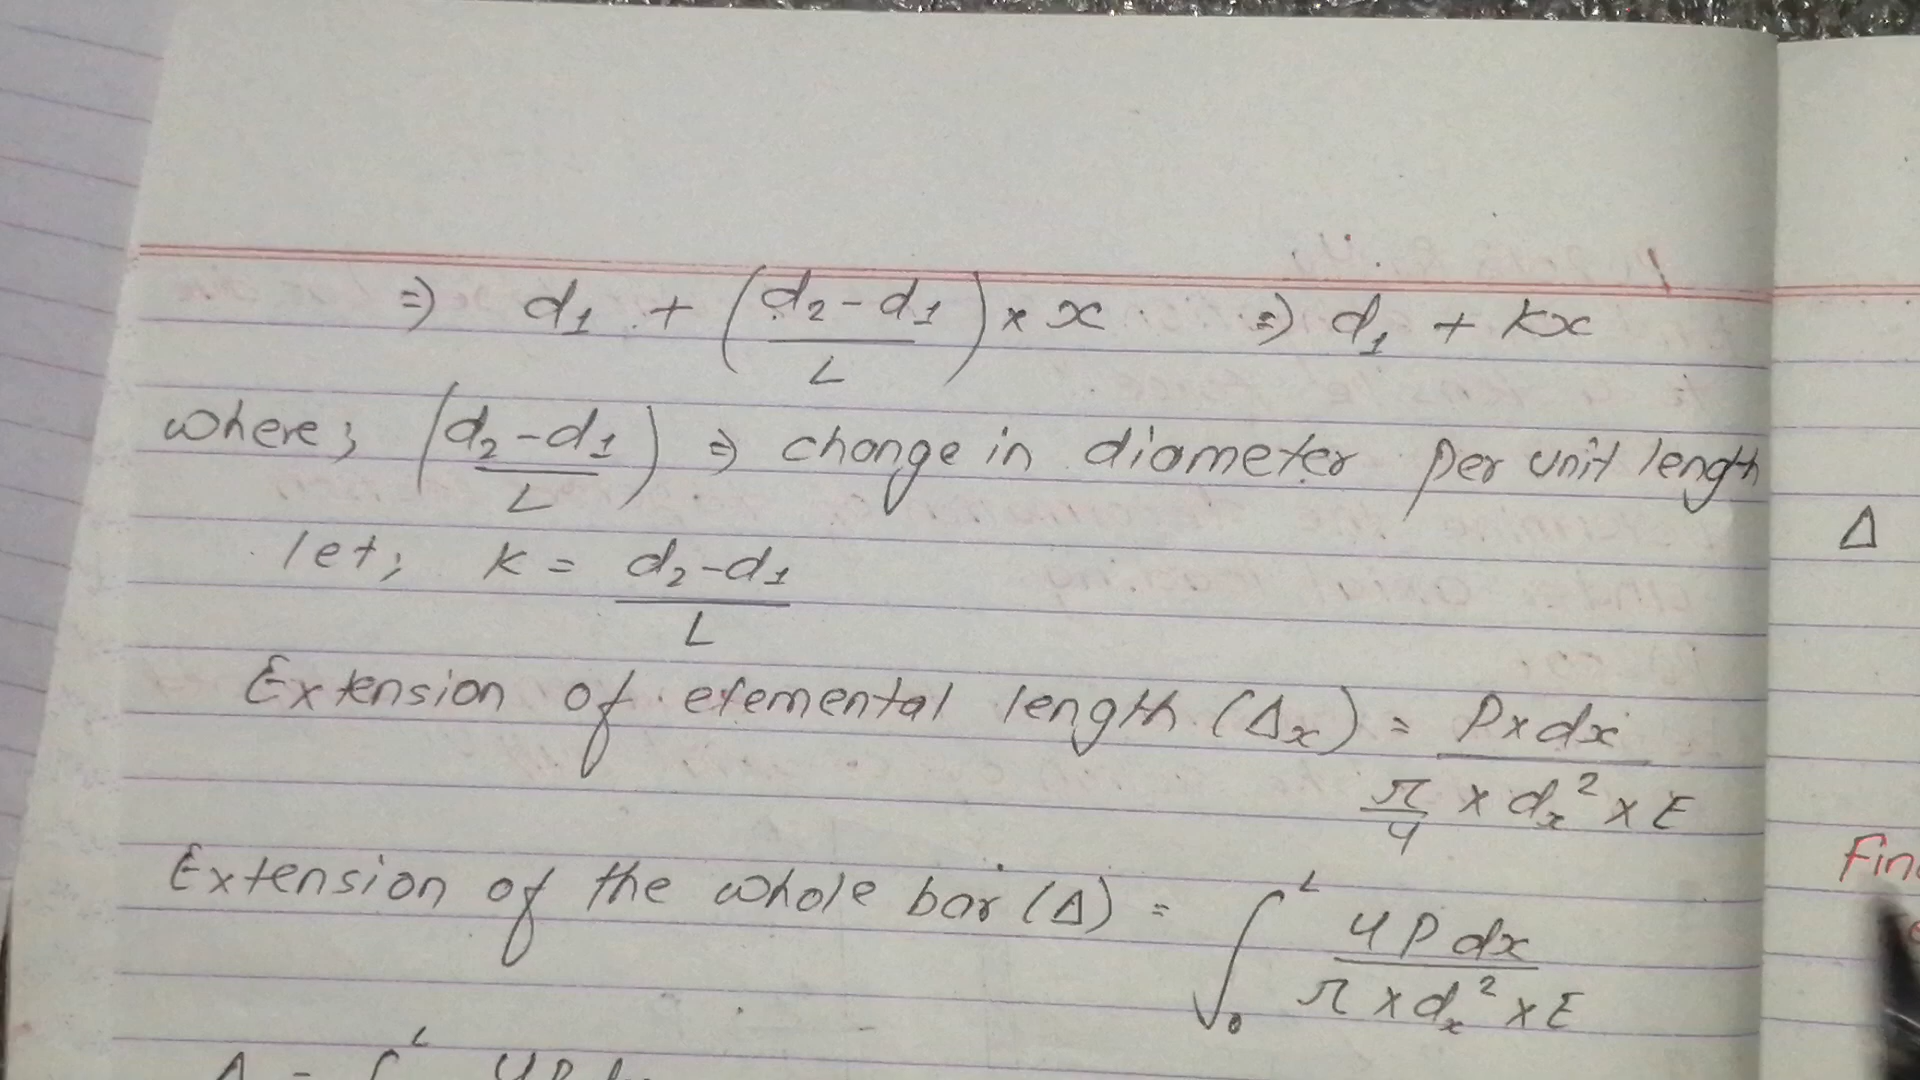 ⇒ d₁ + (d₂-d₁/L) × x ⇒ d₁ + kx
where; (d₂-d₁/L) ⇒ change in diameter per unit length
let; k = d₂-d₁/L
Extension of elemental length (Δx) = P×dx / π/4 × dx² × E
Extension of the whole bar (Δ) = ∫₀ᴸ 4P dx / π × dx² × E
Δ
Fin